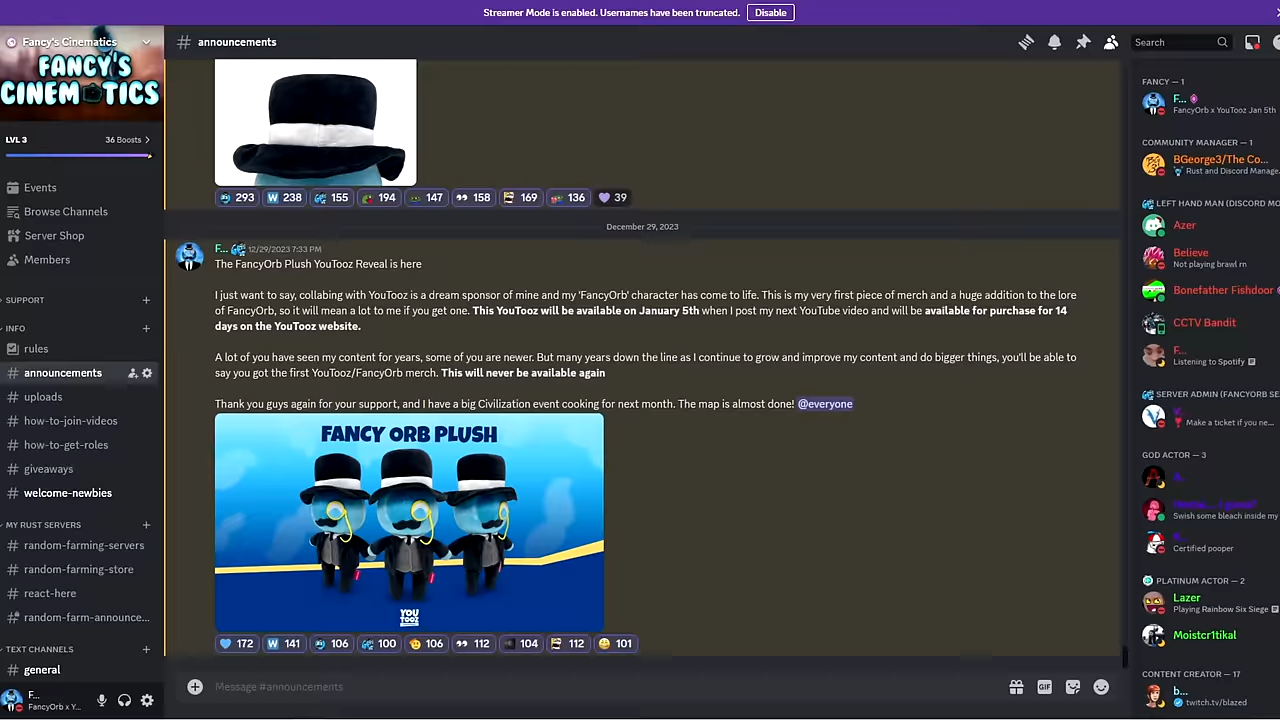 Streamer Mode is enabled. Usernames have been truncated. Disable
Fancy's Cinematics
FANCY'S
CINEMATICS
LVL 3 36 Boosts
Events
Browse Channels
Server Shop
Members
SUPPORT
INFO
rules
announcements
uploads
how-to-join-videos
how-to-get-roles
giveaways
welcome-newbies
MY RUST SERVERS
random-farming-servers
random-farming-store
react-here
random-farm-announce...
TEXT CHANNELS
general
F...
FancyOrb x Y...
# announcements
Search
293 W 238 155 194 147 158 169 136 39
December 29, 2023
F... 12/29/2023 7:33 PM
The FancyOrb Plush YouTooz Reveal is here
I just want to say, collabing with YouTooz is a dream sponsor of mine and my 'FancyOrb' character has come to life. This is my very first piece of merch and a huge addition to the lore
of FancyOrb, so it will mean a lot to me if you get one. This YouTooz will be available on January 5th when I post my next YouTube video and will be available for purchase for 14
days on the YouTooz website.
A lot of you have seen my content for years, some of you are newer. But many years down the line as I continue to grow and improve my content and do bigger things, you'll be able to
say you got the first YouTooz/FancyOrb merch. This will never be available again
Thank you guys again for your support, and I have a big Civilization event cooking for next month. The map is almost done! @everyone
FANCY ORB PLUSH
YOU
TOOZ
172 W 141 106 100 106 112 104 112 101
Message #announcements
GIF
FANCY — 1
F...
FancyOrb x YouTooz Jan 5th
COMMUNITY MANAGER — 1
BGeorge3/The Co...
Rust and Discord Manage
LEFT HAND MAN (DISCORD MO
Azer
Believe
Not playing brawl rn
Bonefather Fishdoor
CCTV Bandit
F...
Listening to Spotify
SERVER ADMIN (FANCYORB SE
V...
Make a ticket if you ne...
GOD ACTOR — 3
Swish some bleach inside my
Certified pooper
PLATINUM ACTOR — 2
Lazer
Playing Rainbow Six Siege
Moistcr1tikal
CONTENT CREATOR — 17
b...
twitch.tv/blazed